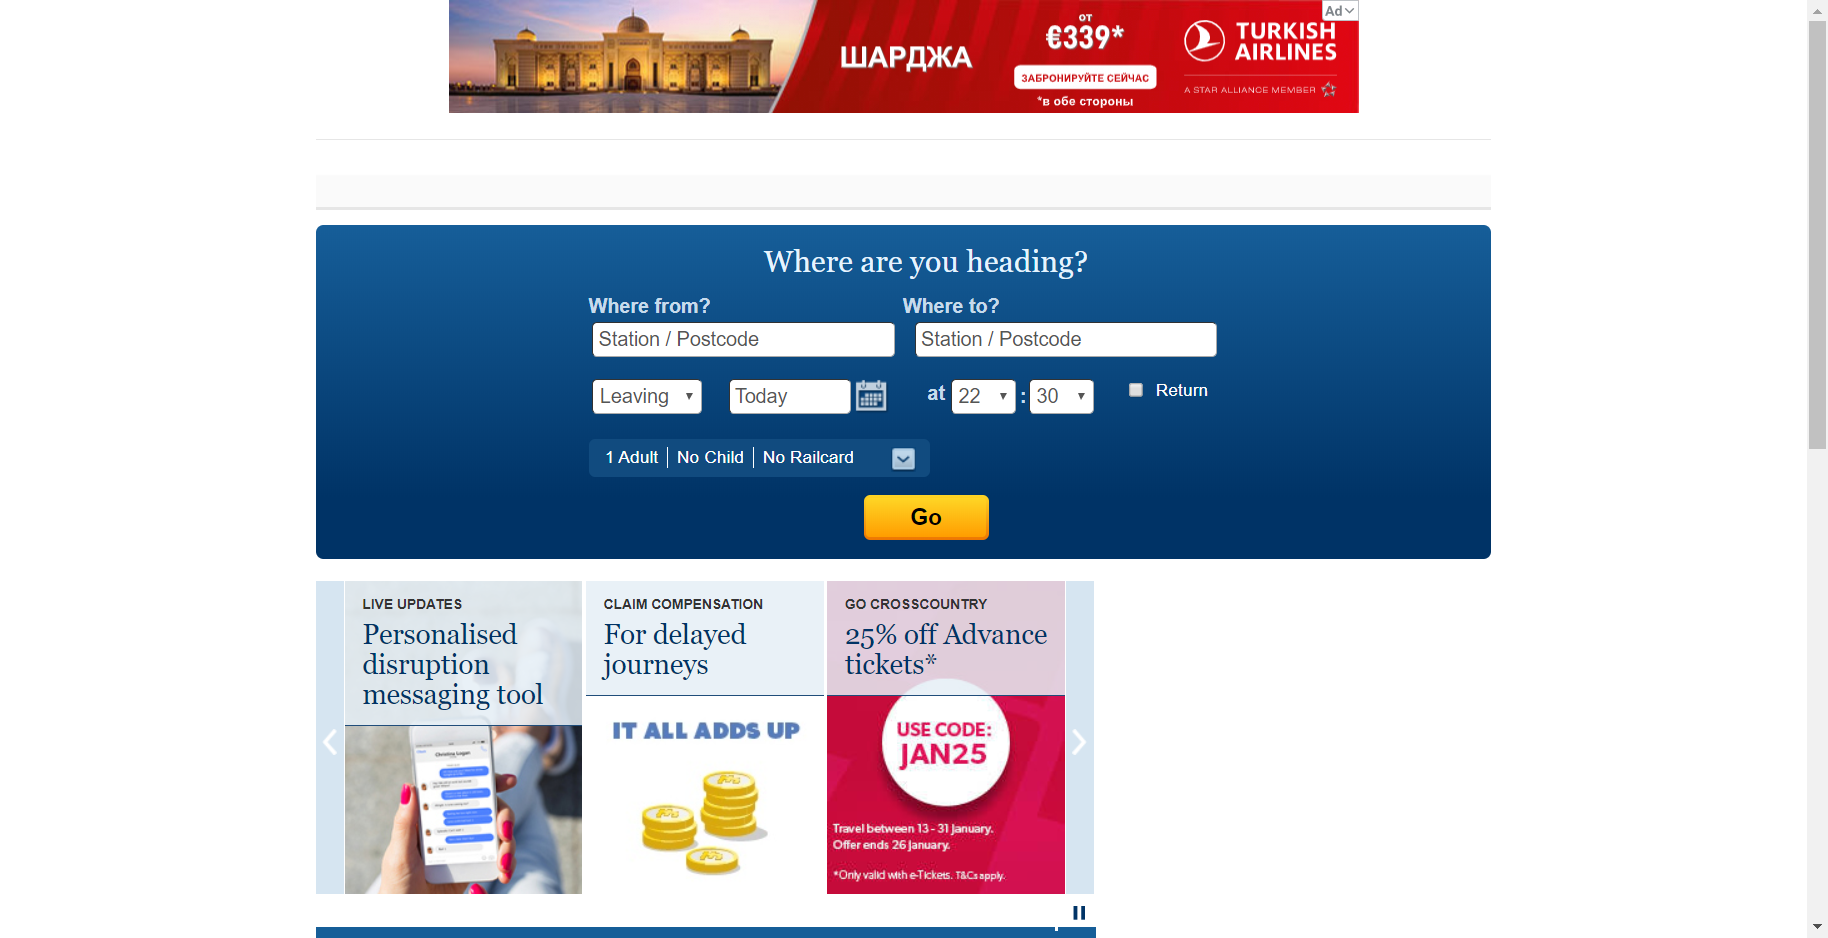 ШАРДЖА
от
€339*
ЗАБРОНИРУЙТЕ СЕЙЧАС
*в обе стороны
TURKISH
AIRLINES
A STAR ALLIANCE MEMBER
Ad
Where are you heading?
Where from?
Where to?
Station / Postcode
Station / Postcode
Leaving
Today
at 22 : 30
Return
1 Adult | No Child | No Railcard
Go
LIVE UPDATES
Personalised
disruption
messaging tool
CLAIM COMPENSATION
For delayed
journeys
IT ALL ADDS UP
GO CROSSCOUNTRY
25% off Advance
tickets*
USE CODE:
JAN25
Travel between 13 - 31 January.
Offer ends 26 January.
*Only valid with e-Tickets. T&Cs apply.